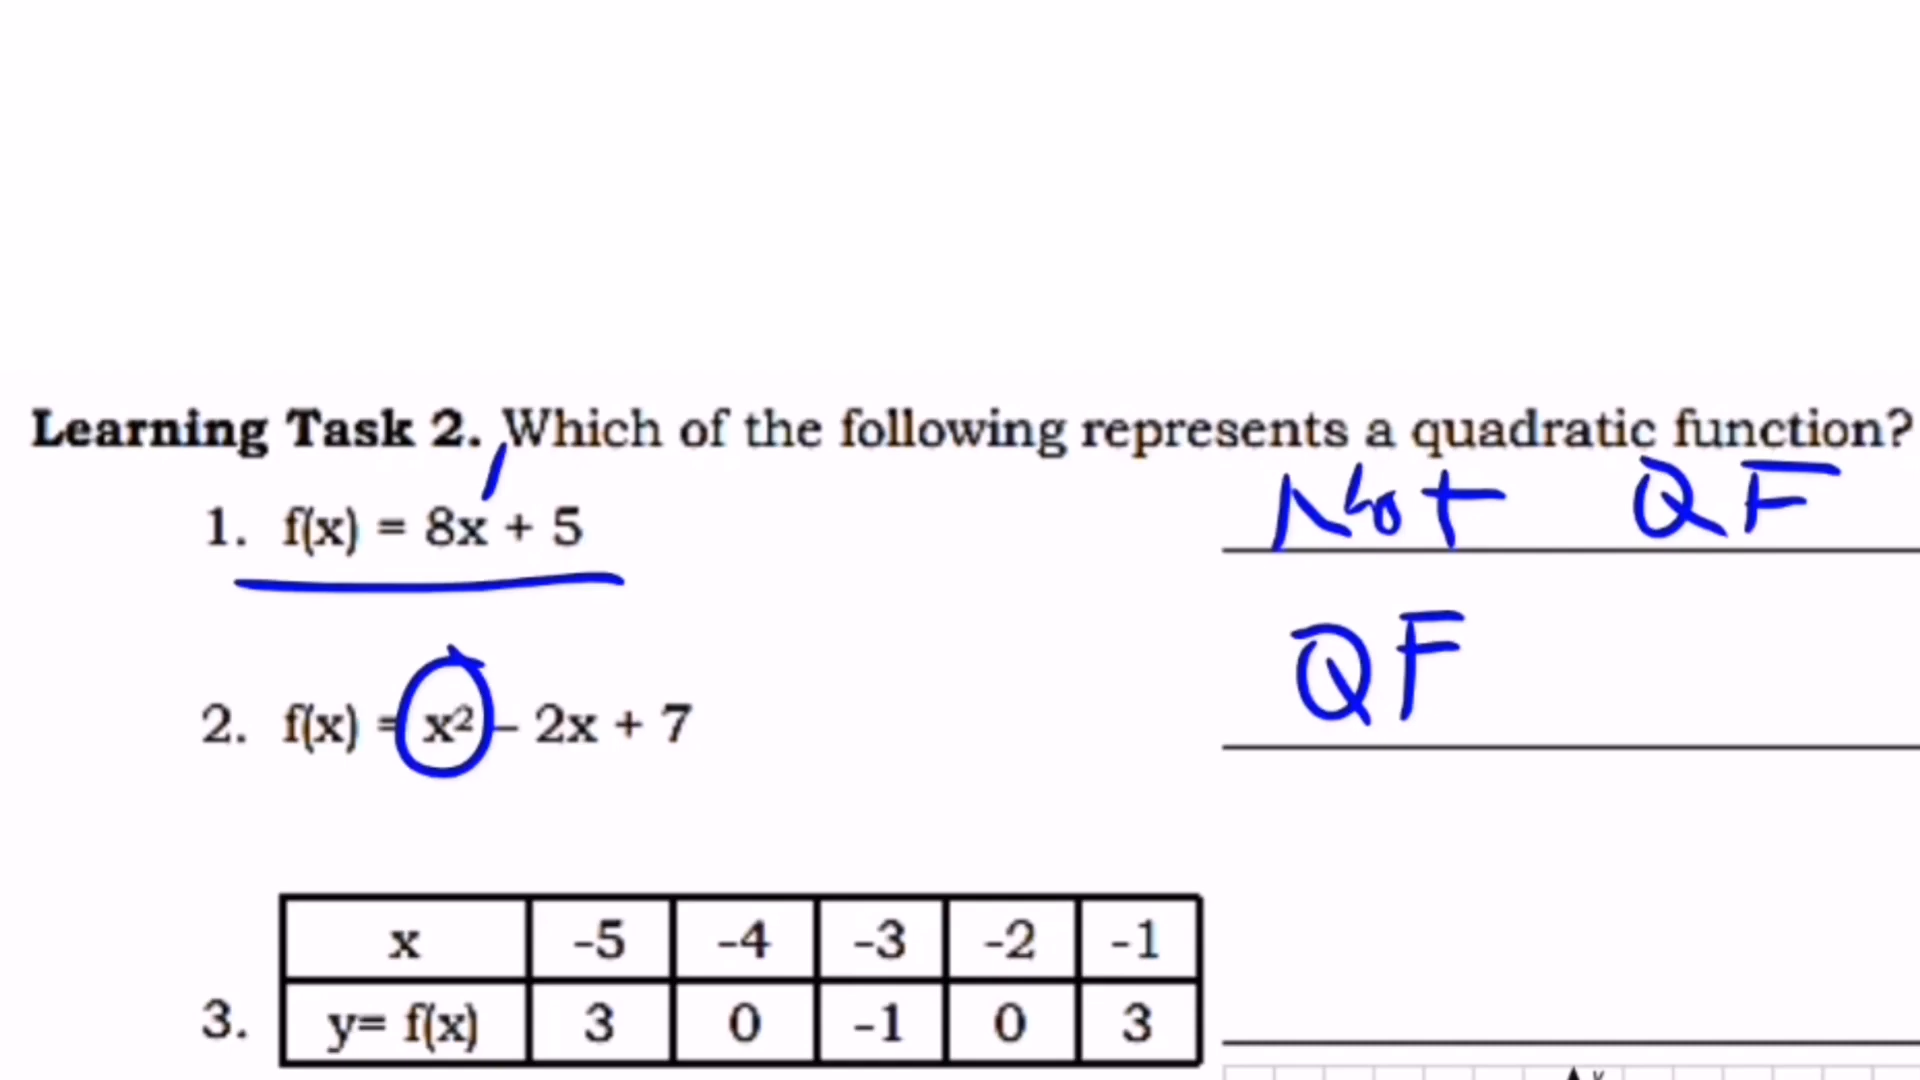 Learning Task 2. Which of the following represents a quadratic function?
1. f(x) = 8x + 5 Not QF
2. f(x) = x² – 2x + 7 QF
x -5 -4 -3 -2 -1
3. y= f(x) 3 0 -1 0 3
y